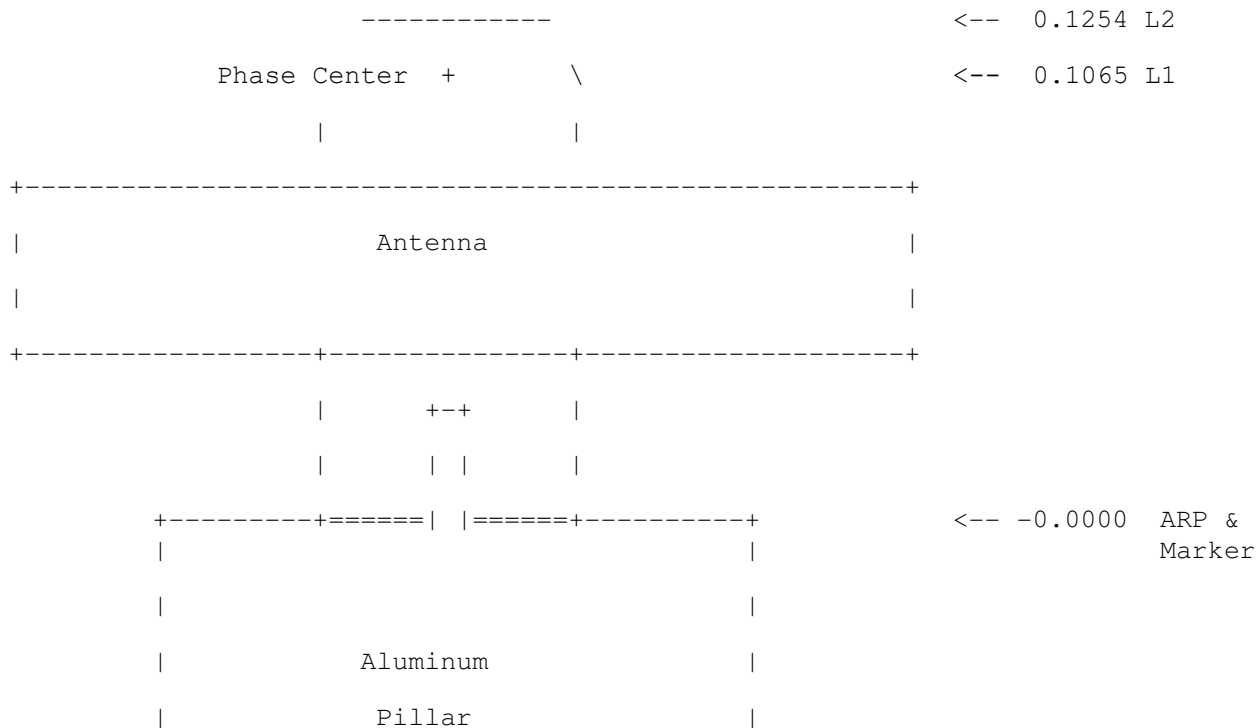 <-- 0.1254 L2
Phase Center + \ <-- 0.1065 L1
Antenna
<-- -0.0000 ARP &
Marker
Aluminum
Pillar